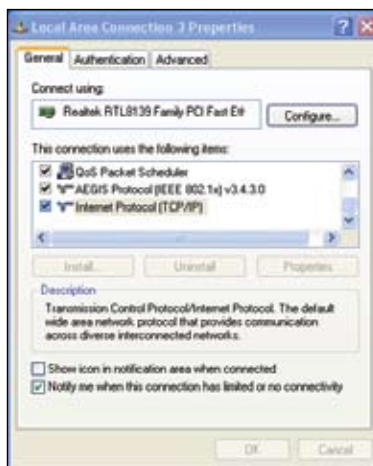 Local Area Connection 3 Properties
General Authentication Advanced
Connect using:
Realtek RTL8139 Family PCI Fast Eth
Configure...
This connection uses the following items:
QoS Packet Scheduler
AEGIS Protocol (IEEE 802.1x) v3.4.3.0
Internet Protocol (TCP/IP)
Install...
Uninstall
Properties
Description
Transmission Control Protocol/Internet Protocol. The default
wide area network protocol that provides communication
across diverse interconnected networks.
Show icon in notification area when connected
Notify me when this connection has limited or no connectivity
OK
Cancel